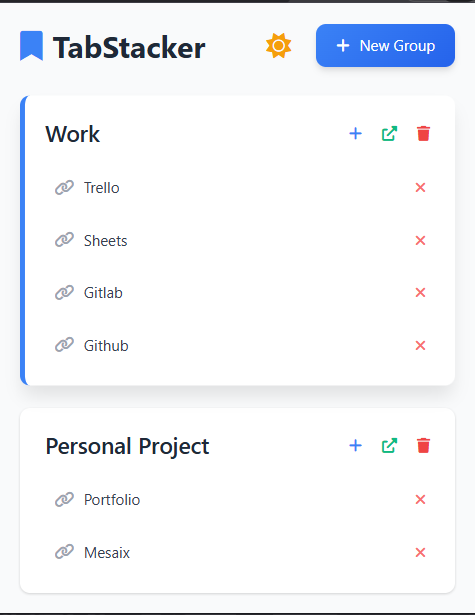 TabStacker
New Group
Work
Trello
Sheets
Gitlab
Github
Personal Project
Portfolio
Mesaix